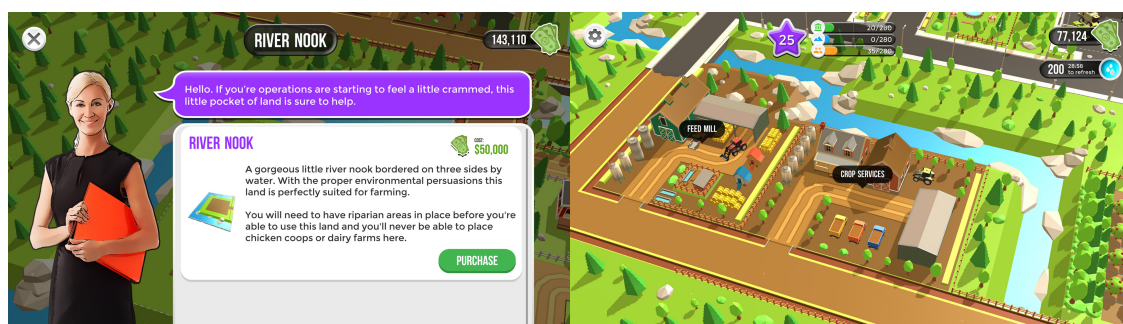 RIVER NOOK
143,110
Hello. If you're operations are starting to feel a little crammed, this
little pocket of land is sure to help.
RIVER NOOK
COST:
$50,000
A gorgeous little river nook bordered on three sides by
water. With the proper environmental persuasions this
land is perfectly suited for farming.
You will need to have riparian areas in place before you're
able to use this land and you'll never be able to place
chicken coops or dairy farms here.
PURCHASE
25
20/280
0/280
35/280
77,124
200
28:58
to refresh
FEED MILL
CROP SERVICES